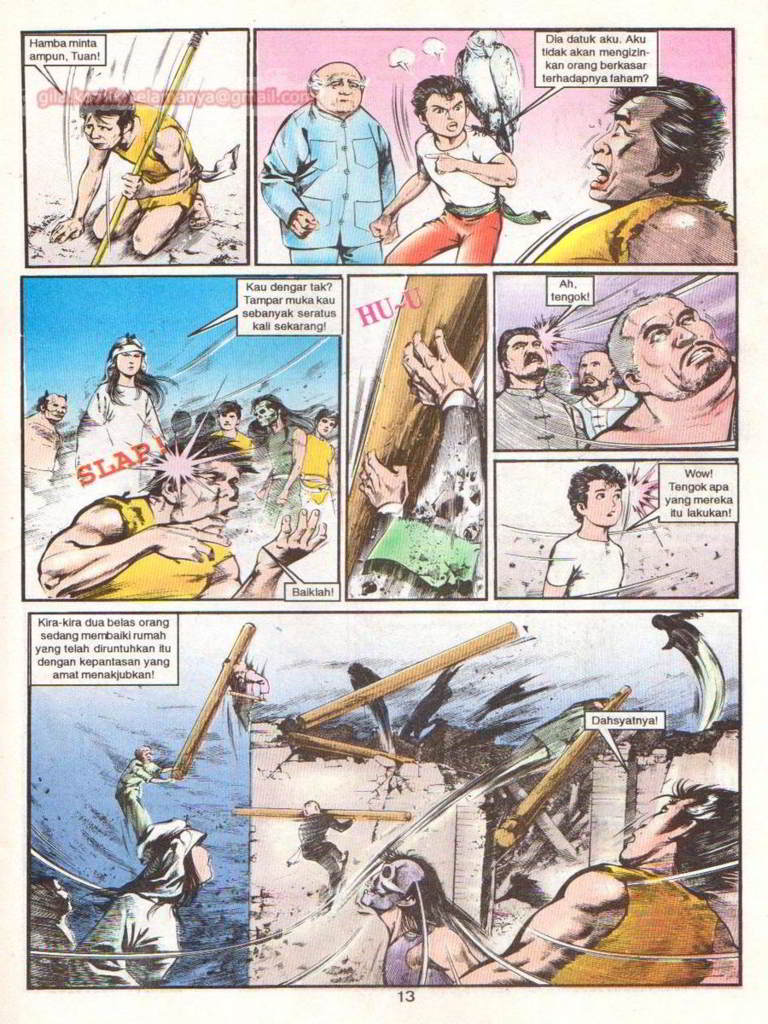 Hamba minta
ampun, Tuan!
Dia datuk aku. Aku
tidak akan mengizin-
kan orang berkasar
terhadapnya faham?
Kau dengar tak?
Tampar muka kau
sebanyak seratus
kali sekarang!
SLAP!
Baiklah!
HU-U
Ah,
tengok!
Wow!
Tengok apa
yang mereka
itu lakukan!
Kira-kira dua belas orang
sedang membaiki rumah
yang telah diruntuhkan itu
dengan kepantasan yang
amat menakjubkan!
Dahsyatnya!
13